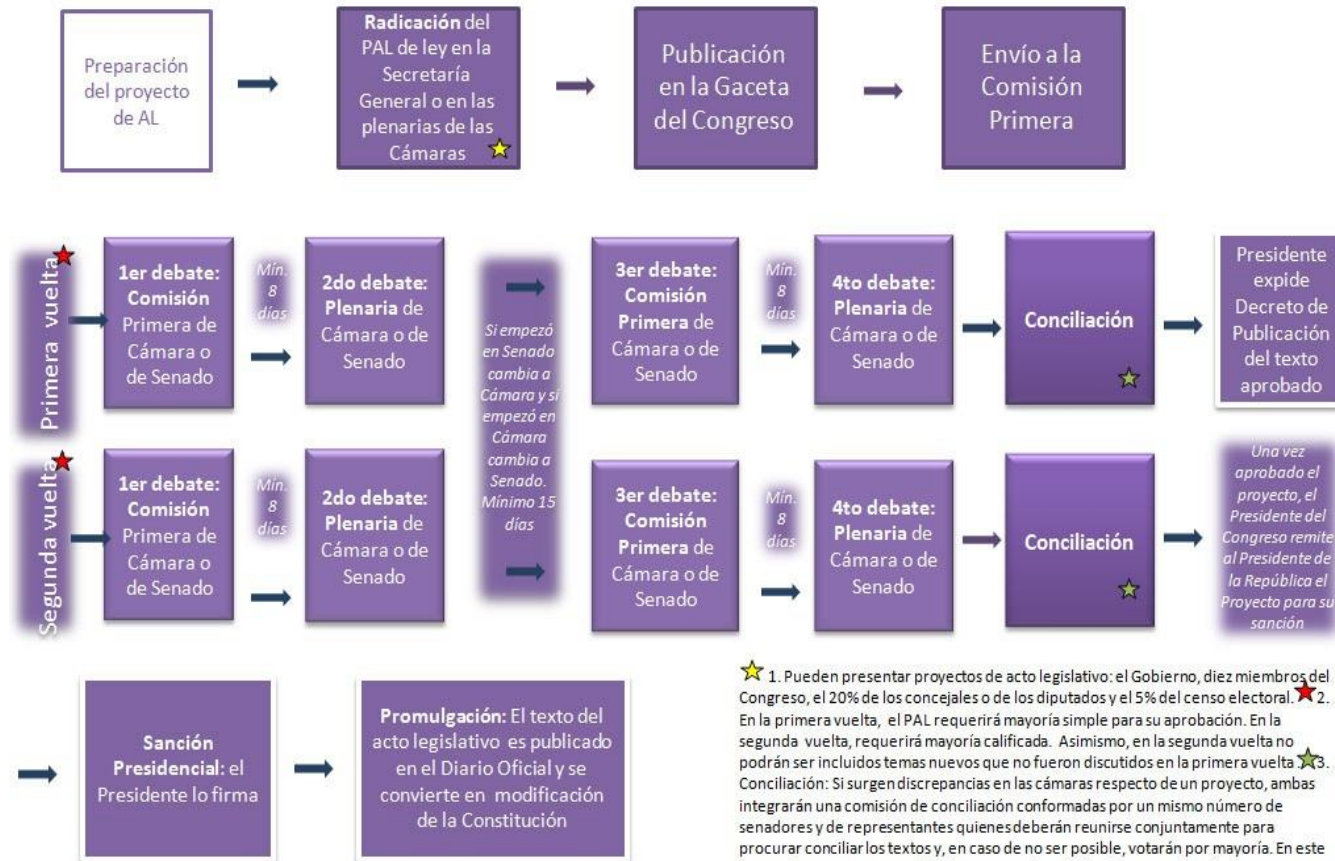 Preparación
del proyecto
de AL
Radicación del
PAL de ley en la
Secretaría
General o en las
plenarias de las
Cámaras
Publicación
en la Gaceta
del Congreso
Envío a la
Comisión
Primera
Primera vuelta
1er debate:
Comisión
Primera de
Cámara o
de Senado
Mín.
8
días
2do debate:
Plenaria de
Cámara o de
Senado
Si empezó
en Senado
cambia a
Cámara y si
empezó en
Cámara
cambia a
Senado.
Mínimo 15
días
3er debate:
Comisión
Primera de
Cámara o de
Senado
Mín.
8
días
4to debate:
Plenaria de
Cámara o de
Senado
Conciliación
Presidente
expide
Decreto de
Publicación
del texto
aprobado
Segunda vuelta
1er debate:
Comisión
Primera de
Cámara o
de Senado
Mín.
8
días
2do debate:
Plenaria de
Cámara o de
Senado
3er debate:
Comisión
Primera de
Cámara o de
Senado
Mín.
8
días
4to debate:
Plenaria de
Cámara o de
Senado
Conciliación
Una vez
aprobado el
proyecto, el
Presidente del
Congreso remite
al Presidente de
la República el
Proyecto para su
sanción
Sanción
Presidencial: el
Presidente lo firma
Promulgación: El texto del
acto legislativo es publicado
en el Diario Oficial y se
convierte en modificación
de la Constitución
1. Pueden presentar proyectos de acto legislativo: el Gobierno, diez miembros del
Congreso, el 20% de los concejales o de los diputados y el 5% del censo electoral. 2.
En la primera vuelta, el PAL requerirá mayoría simple para su aprobación. En la
segunda vuelta, requerirá mayoría calificada. Asimismo, en la segunda vuelta no
podrán ser incluidos temas nuevos que no fueron discutidos en la primera vuelta 3.
Conciliación: Si surgen discrepancias en las cámaras respecto de un proyecto, ambas
integrarán una comisión de conciliación conformadas por un mismo número de
senadores y de representantes quienes deberán reunirse conjuntamente para
procurar conciliar los textos y, en caso de no ser posible, votarán por mayoría. En este